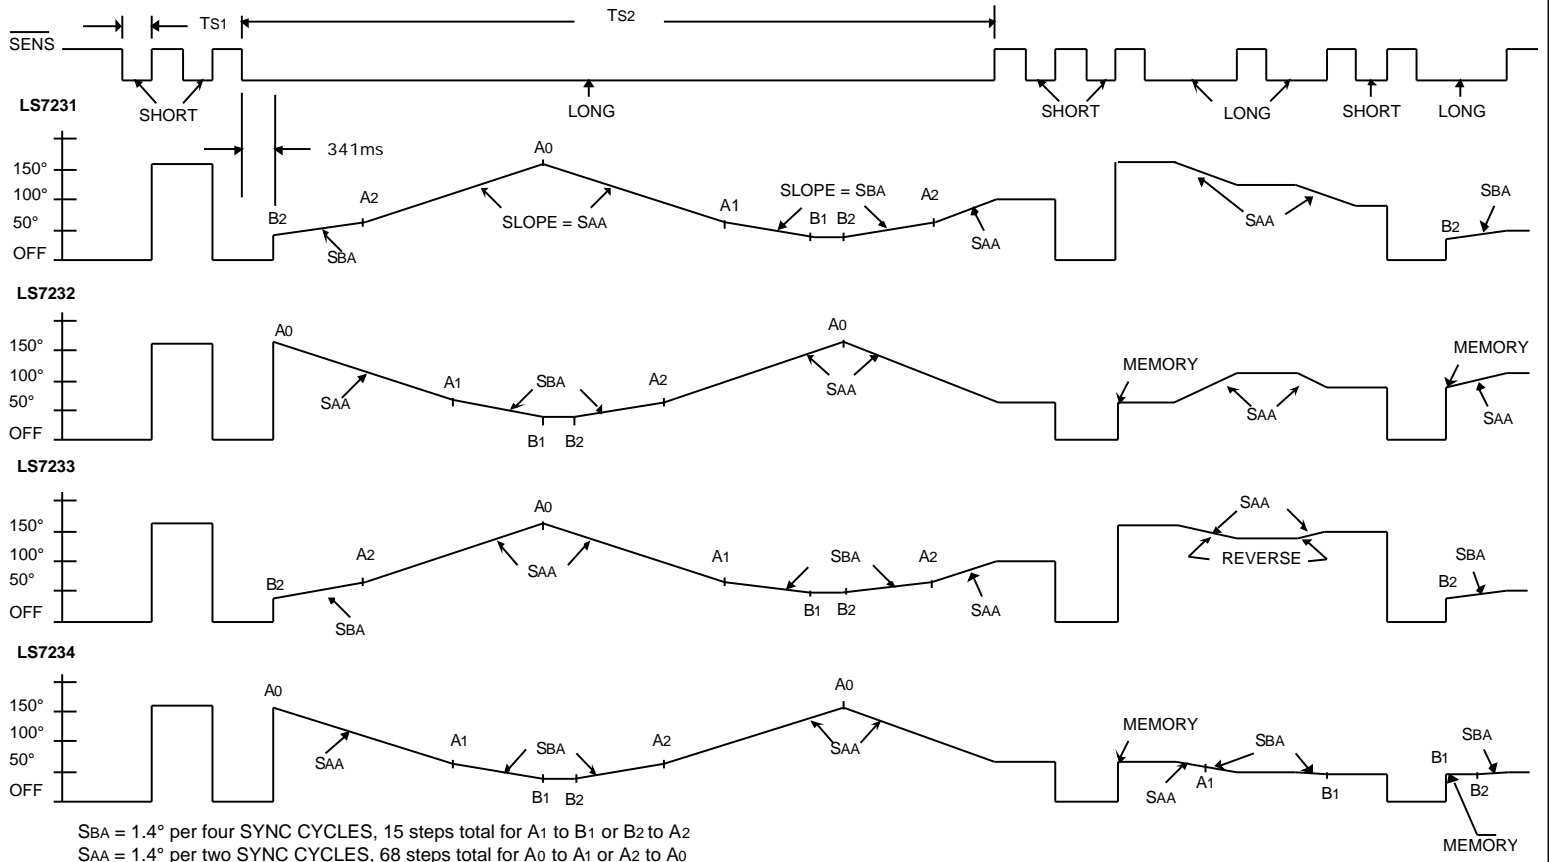 TS1
TS2
SENS
SHORT
LONG
SHORT
LONG
SHORT
LONG
LS7231
341ms
150°
100°
50°
OFF
B2
SBA
A2
A0
SLOPE = SAA
A1
SLOPE = SBA
B1
B2
A2
SAA
SAA
B2
SBA
LS7232
150°
100°
50°
OFF
A0
SAA
A1
SBA
B1
B2
A2
A0
SAA
MEMORY
SAA
MEMORY
SAA
LS7233
150°
100°
50°
OFF
B2
SBA
A2
A0
SAA
A1
SBA
B1
B2
A2
SAA
SAA
REVERSE
SBA
B2
LS7234
150°
100°
50°
OFF
A0
SAA
A1
SBA
B1
B2
A2
A0
SAA
MEMORY
SAA
A1
SBA
B1
B1
SBA
B2
MEMORY
SBA = 1.4° per four SYNC CYCLES, 15 steps total for A1 to B1 or B2 to A2
SAA = 1.4° per two SYNC CYCLES, 68 steps total for A0 to A1 or A2 to A0